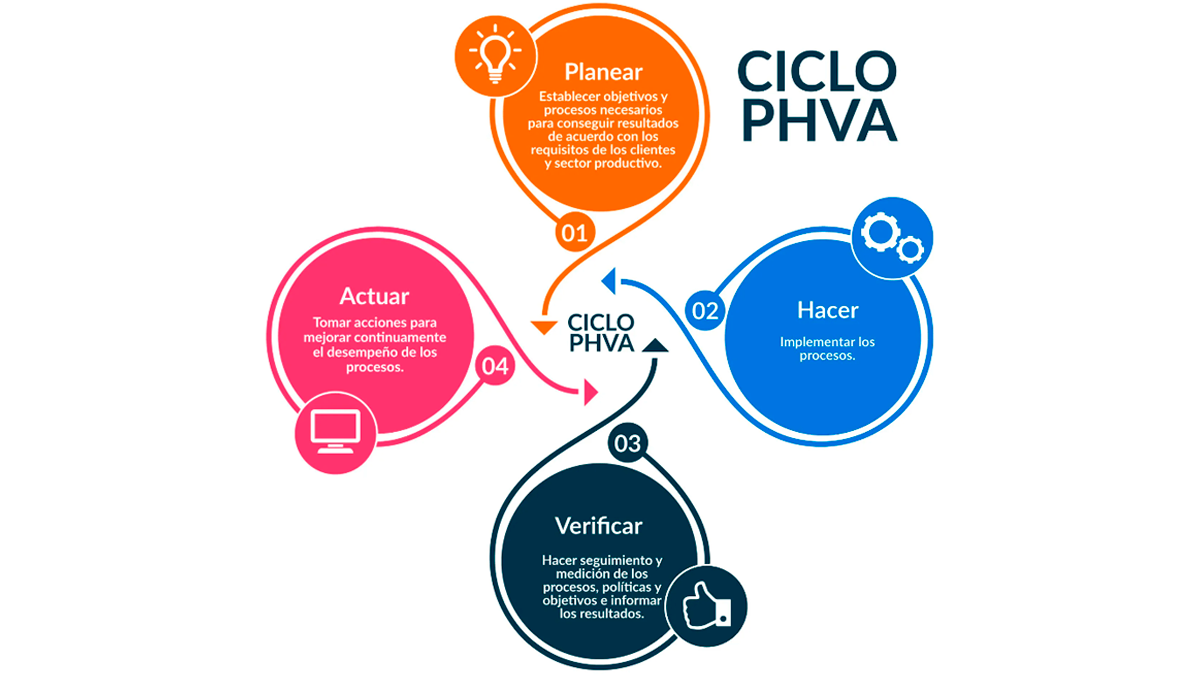 CICLO
PHVA
Planear
Establecer objetivos y
procesos necesarios
para conseguir resultados
de acuerdo con los
requisitos de los clientes
y sector productivo.
01
02
Hacer
Implementar los
procesos.
CICLO
PHVA
Actuar
Tomar acciones para
mejorar continuamente
el desempeño de los
procesos.
04
03
Verificar
Hacer seguimiento y
medición de los
procesos, políticas y
objetivos e informar
los resultados.